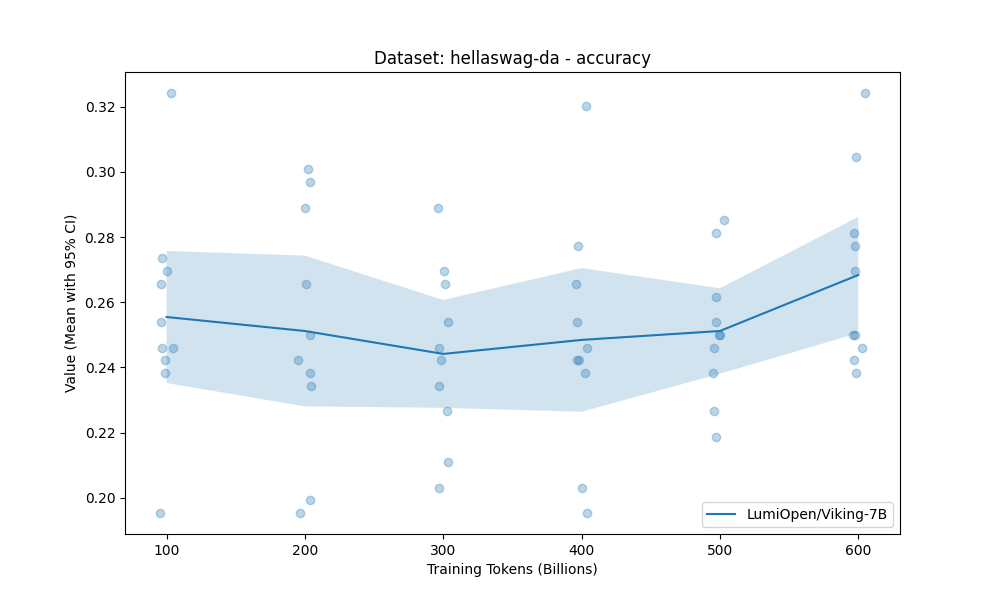 Dataset: hellaswag-da - accuracy
Value (Mean with 95% CI)
0.32
0.30
0.28
0.26
0.24
0.22
0.20
LumiOpen/Viking-7B
100 200 300 400 500 600
Training Tokens (Billions)